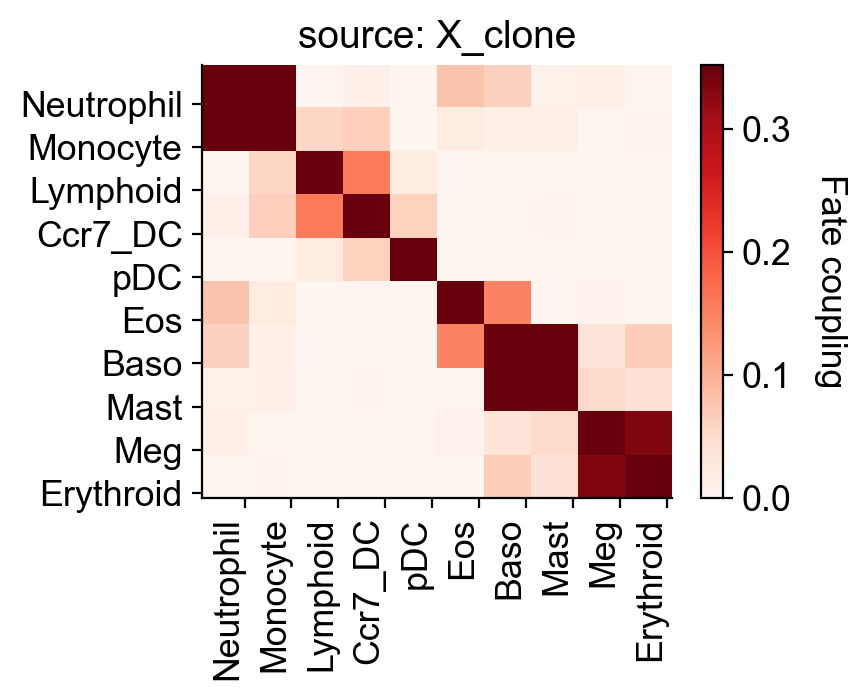 source: X_clone
Neutrophil
Monocyte
Lymphoid
Ccr7_DC
pDC
Eos
Baso
Mast
Meg
Erythroid
Neutrophil
Monocyte
Lymphoid
Ccr7_DC
pDC
Eos
Baso
Mast
Meg
Erythroid
0.3
0.2
0.1
0.0
Fate coupling